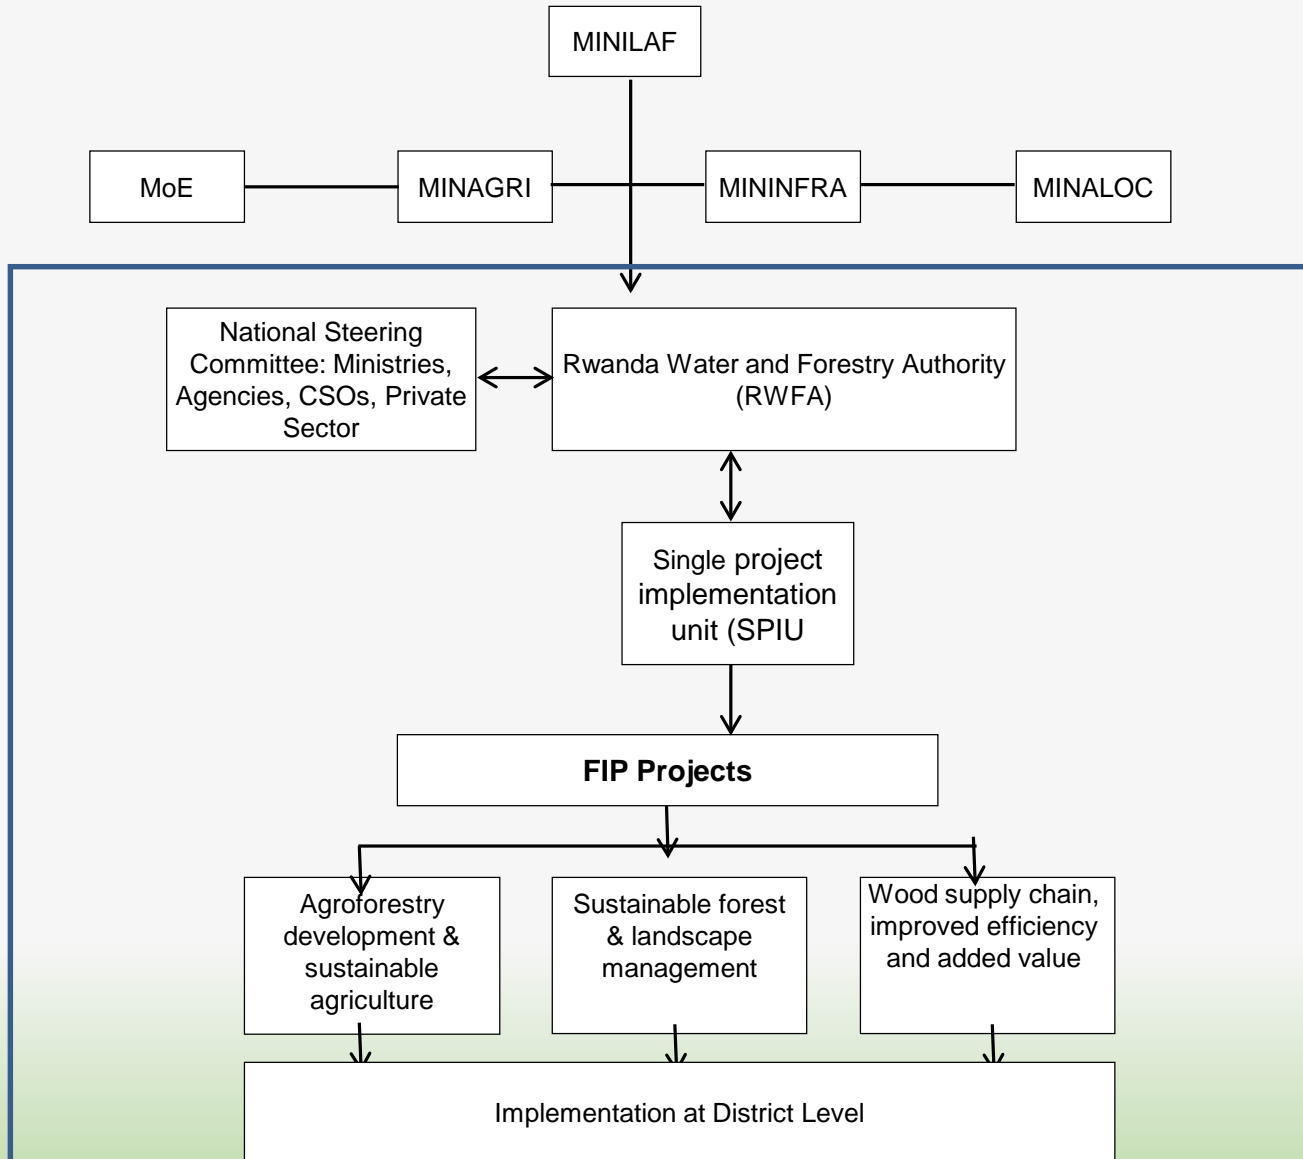 MINILAF
MoE
MINAGRI
MININFRA
MINALOC
National Steering
Committee: Ministries,
Agencies, CSOs, Private
Sector
Rwanda Water and Forestry Authority
(RWFA)
Single project
implementation
unit (SPIU
FIP Projects
Agroforestry
development &
sustainable
agriculture
Sustainable forest
& landscape
management
Wood supply chain,
improved efficiency
and added value
Implementation at District Level